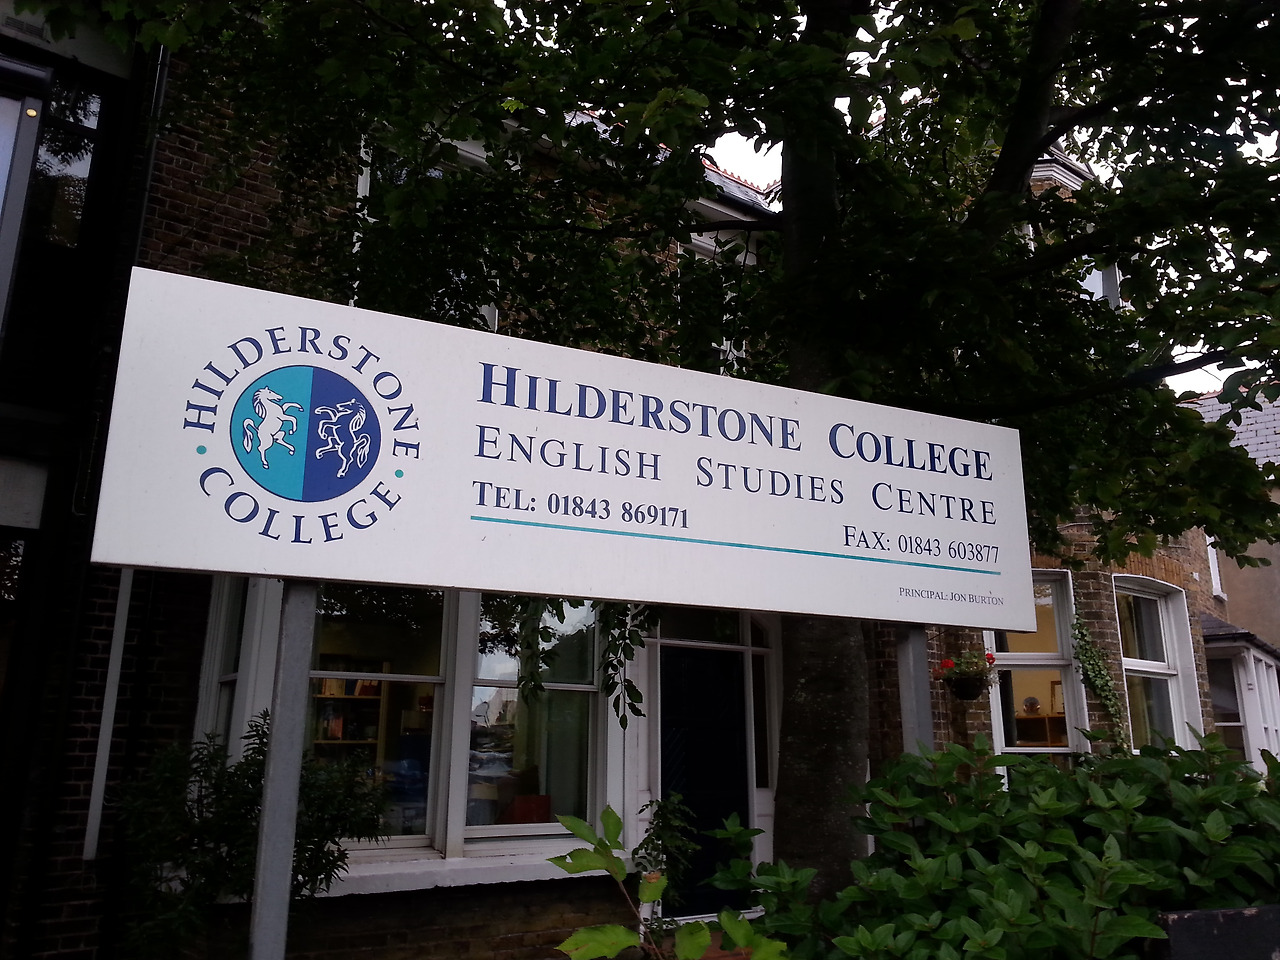 HILDERSTONE
COLLEGE
HILDERSTONE COLLEGE
ENGLISH STUDIES CENTRE
TEL: 01843 869171
FAX: 01843 603877
PRINCIPAL: JON BURTON